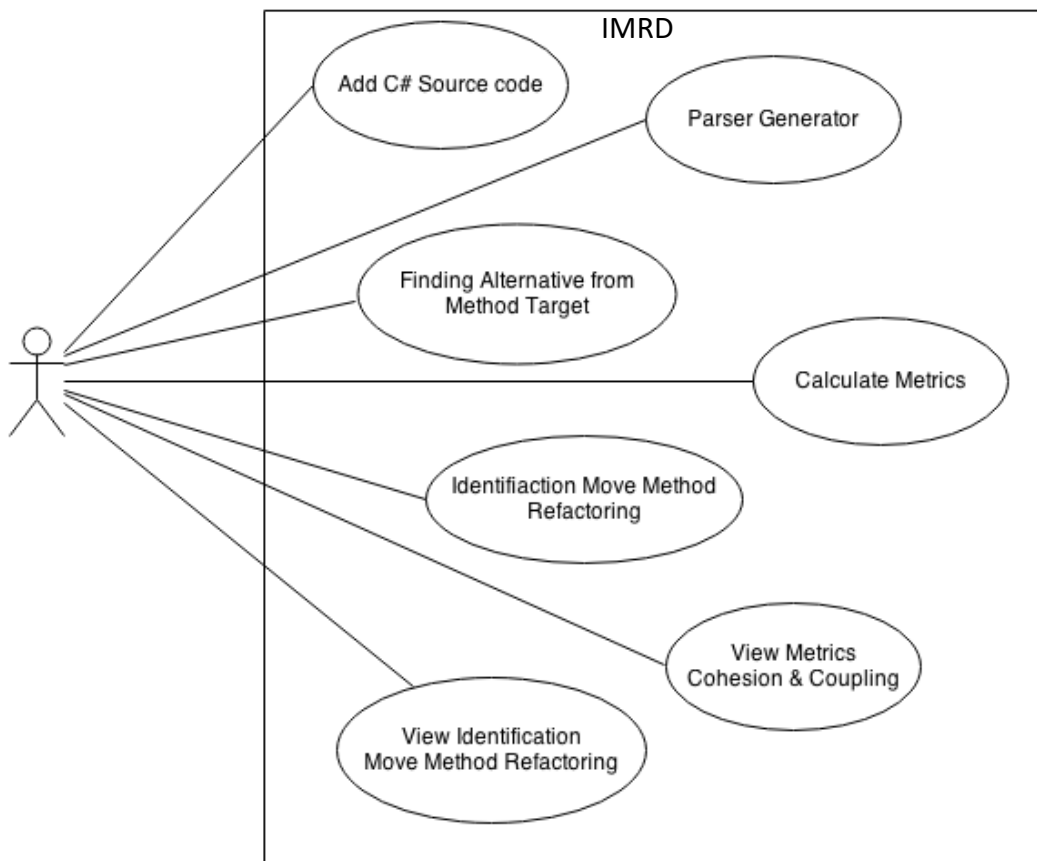 IMRD
Add C# Source code
Parser Generator
Finding Alternative from
Method Target
Calculate Metrics
Identifiaction Move Method
Refactoring
View Metrics
Cohesion & Coupling
View Identification
Move Method Refactoring